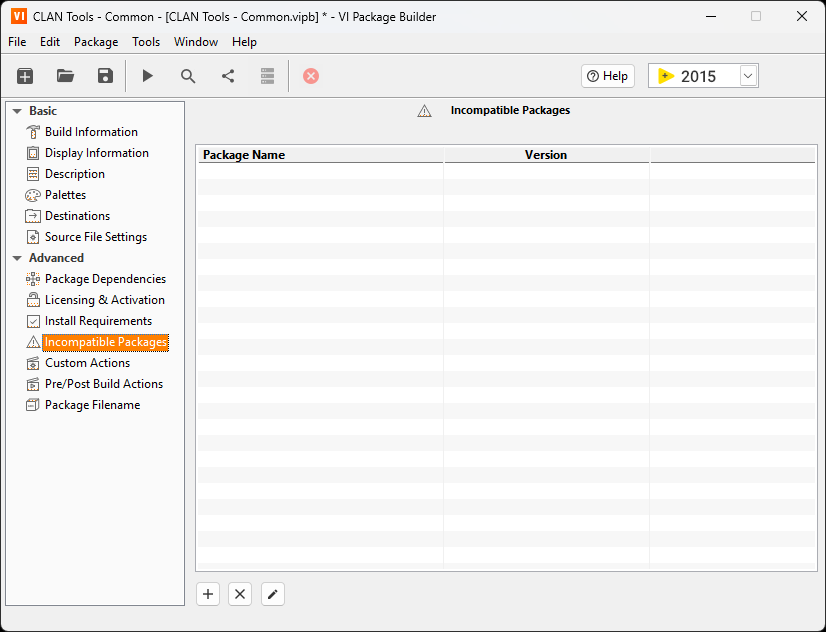 VI CLAN Tools - Common - [CLAN Tools - Common.vipb] * - VI Package Builder
File Edit Package Tools Window Help
Help 2015
Basic
Build Information
Display Information
Description
Palettes
Destinations
Source File Settings
Advanced
Package Dependencies
Licensing & Activation
Install Requirements
Incompatible Packages
Custom Actions
Pre/Post Build Actions
Package Filename
Incompatible Packages
Package Name Version